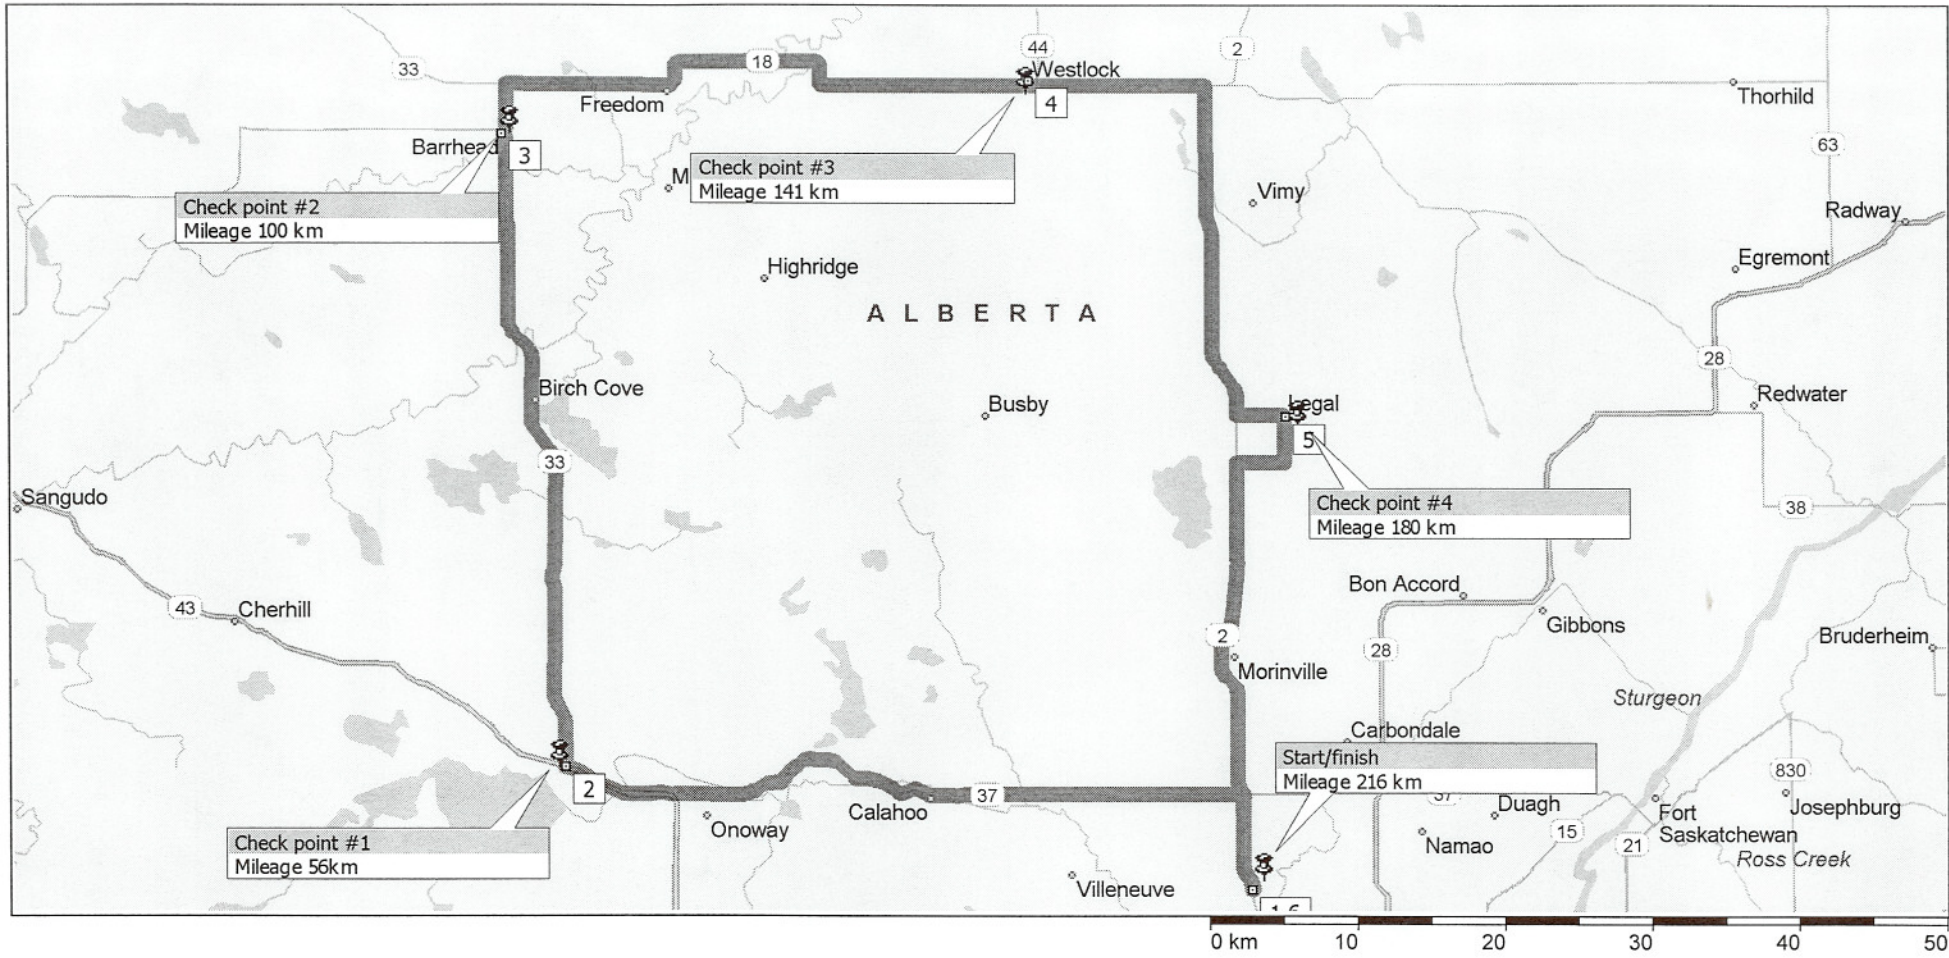 33
18
44
2
Westlock
4
Freedom
Thorhild
Barrhead
3
63
Check point #3
Mileage 141 km
M
Check point #2
Mileage 100 km
Vimy
Radway
Highridge
Egremont
ALBERTA
28
Birch Cove
Busby
Legal
Redwater
5
33
Sangudo
Check point #4
Mileage 180 km
38
43
Cherhill
Bon Accord
Gibbons
2
28
Bruderheim
Morinville
Sturgeon
Carbondale
Start/finish
Mileage 216 km
2
37
830
Calahoo
37
Duagh
Josephburg
Onoway
Fort
Saskatchewan
15
21
Namao
Ross Creek
Check point #1
Mileage 56km
Villeneuve
1 6
0 km 10 20 30 40 50